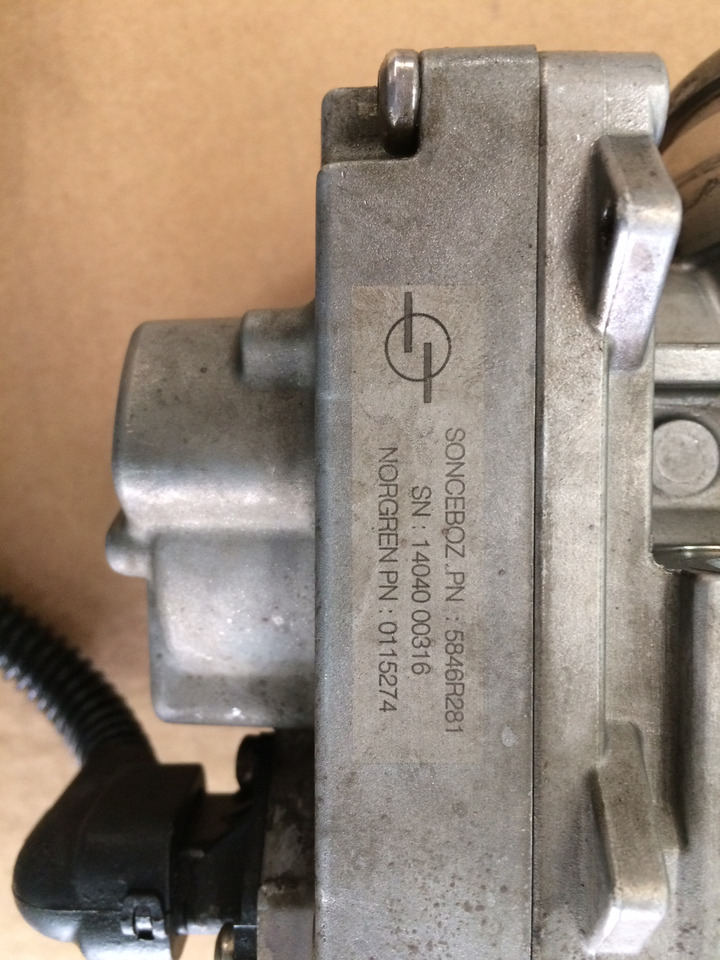 SONCEBOZ PN : 5846R281
SN : 14040 00316
NORGREN PN : 0115274